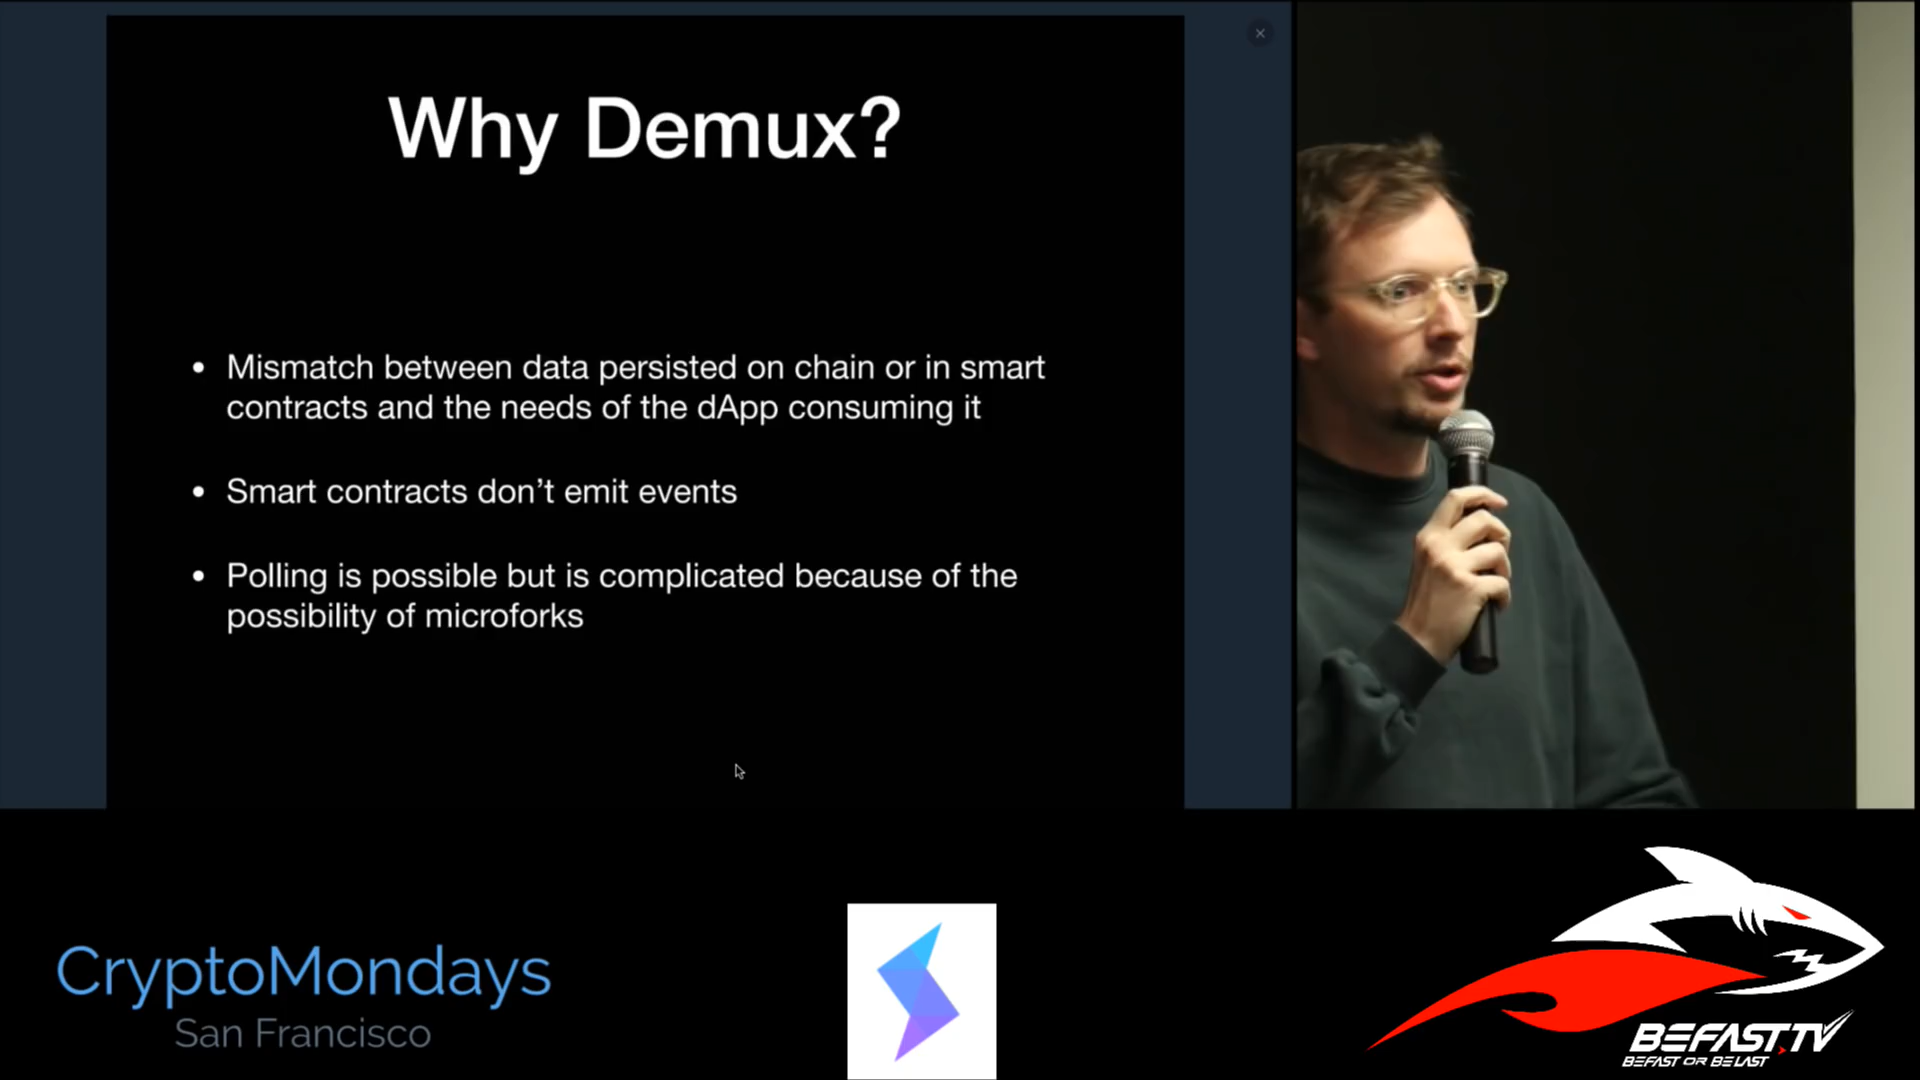 Why Demux?
• Mismatch between data persisted on chain or in smart
contracts and the needs of the dApp consuming it
• Smart contracts don’t emit events
• Polling is possible but is complicated because of the
possibility of microforks
CryptoMondays
San Francisco
BEFAST.TV
BEFAST OR BE LAST